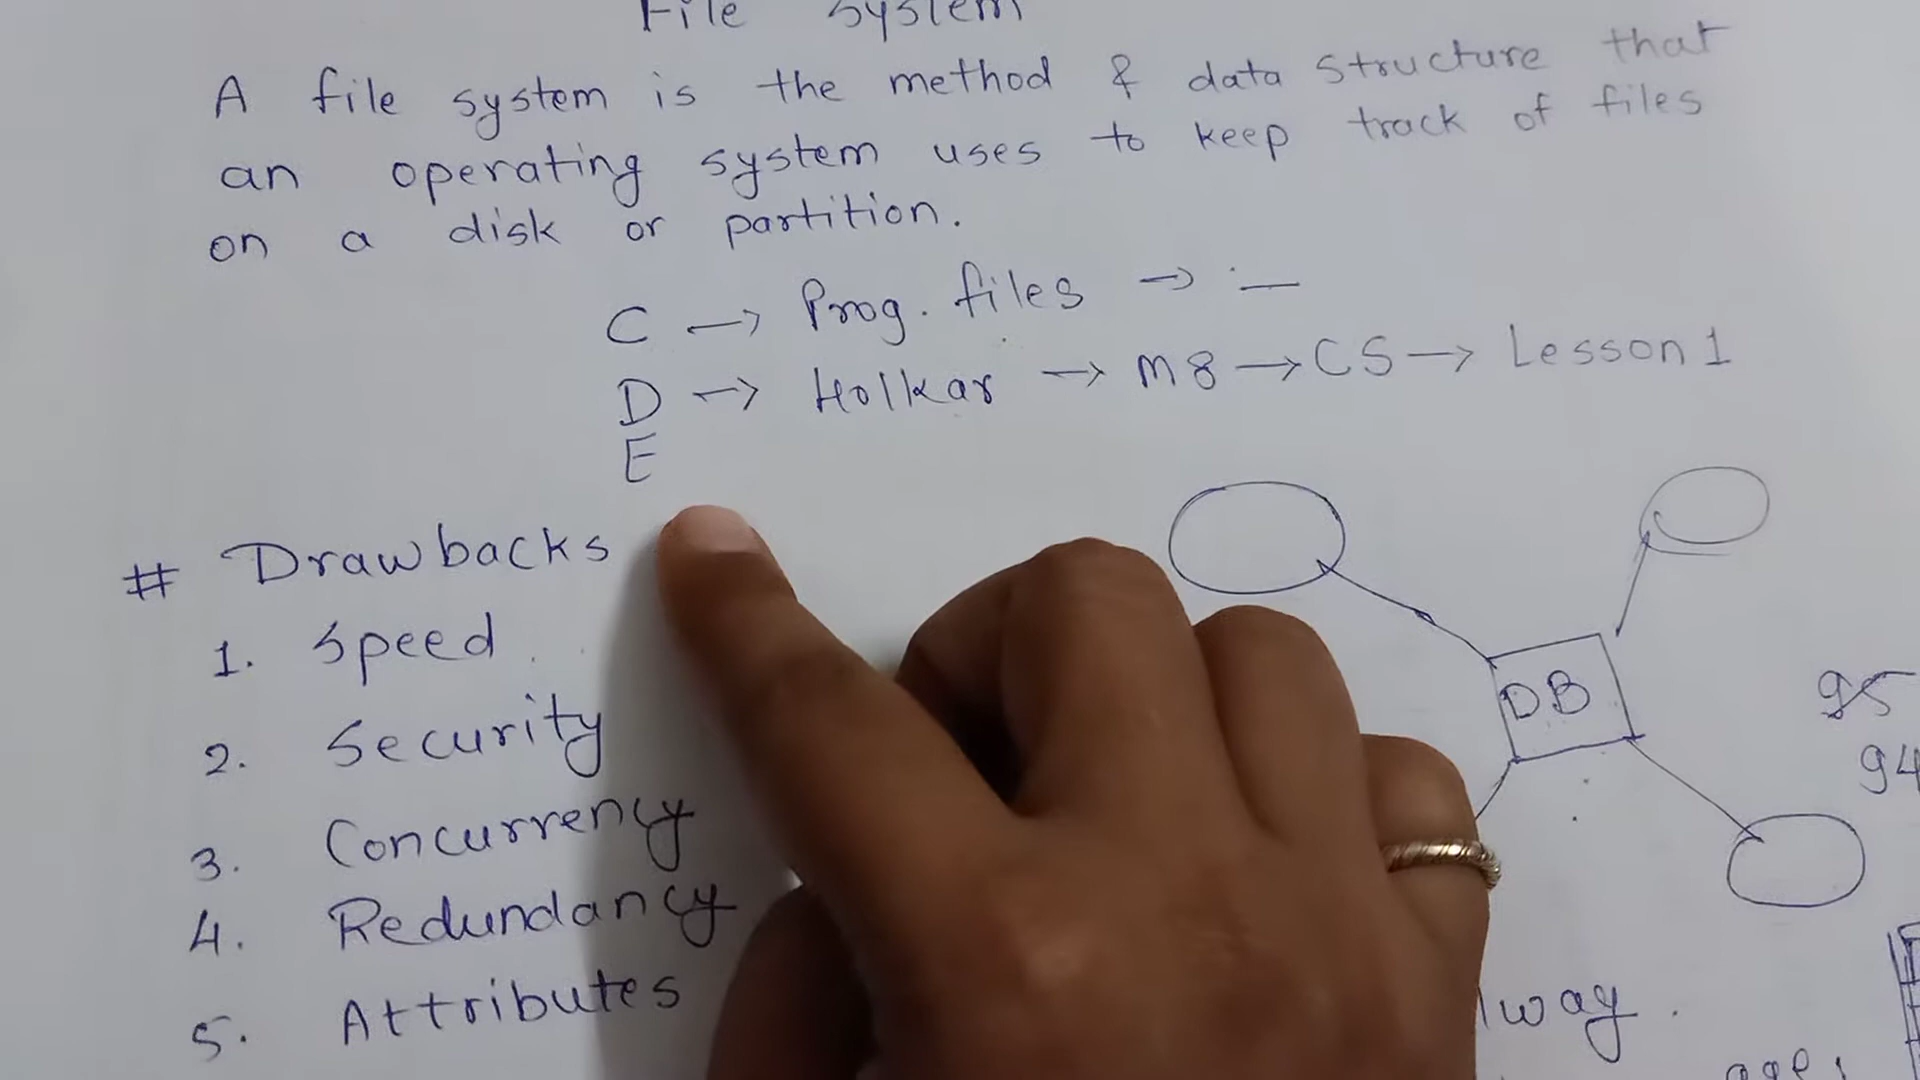 File System
A file system is the method & data structure that
an operating system uses to keep track of files
on a disk or partition.
C → Prog. files → —
D → Holkar → M8 → CS → Lesson 1
E
# Drawbacks
1. Speed
2. Security
3. Concurrency
4. Redundancy
5. Attributes
DB
95
94